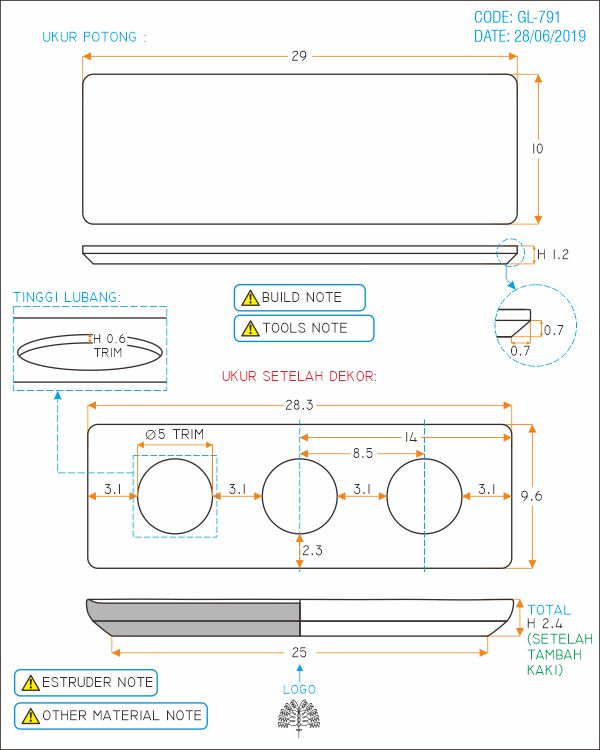 CODE: GL-791
UKUR POTONG :
DATE: 28/06/2019
29
10
H 1.2
TINGGI LUBANG:
BUILD NOTE
H 0.6
TRIM
TOOLS NOTE
0.7
0.7
UKUR SETELAH DEKOR:
28.3
Ø5 TRIM
14
8.5
3.1
3.1
3.1
3.1
9.6
2.3
TOTAL
H 2.4
(SETELAH
TAMBAH
KAKI)
25
ESTRUDER NOTE
LOGO
OTHER MATERIAL NOTE